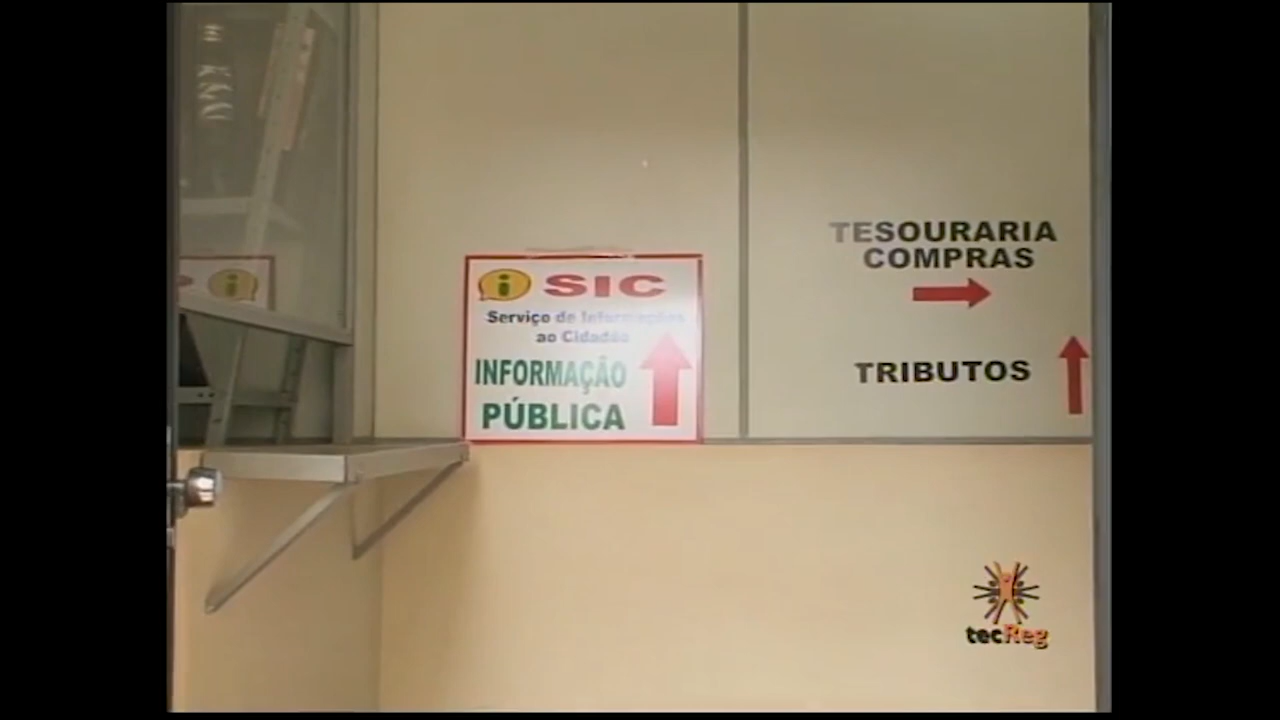 i SIC
Serviço de Informações
ao Cidadão
INFORMAÇÃO
PÚBLICA
TESOURARIA
COMPRAS
TRIBUTOS
i
tecReg